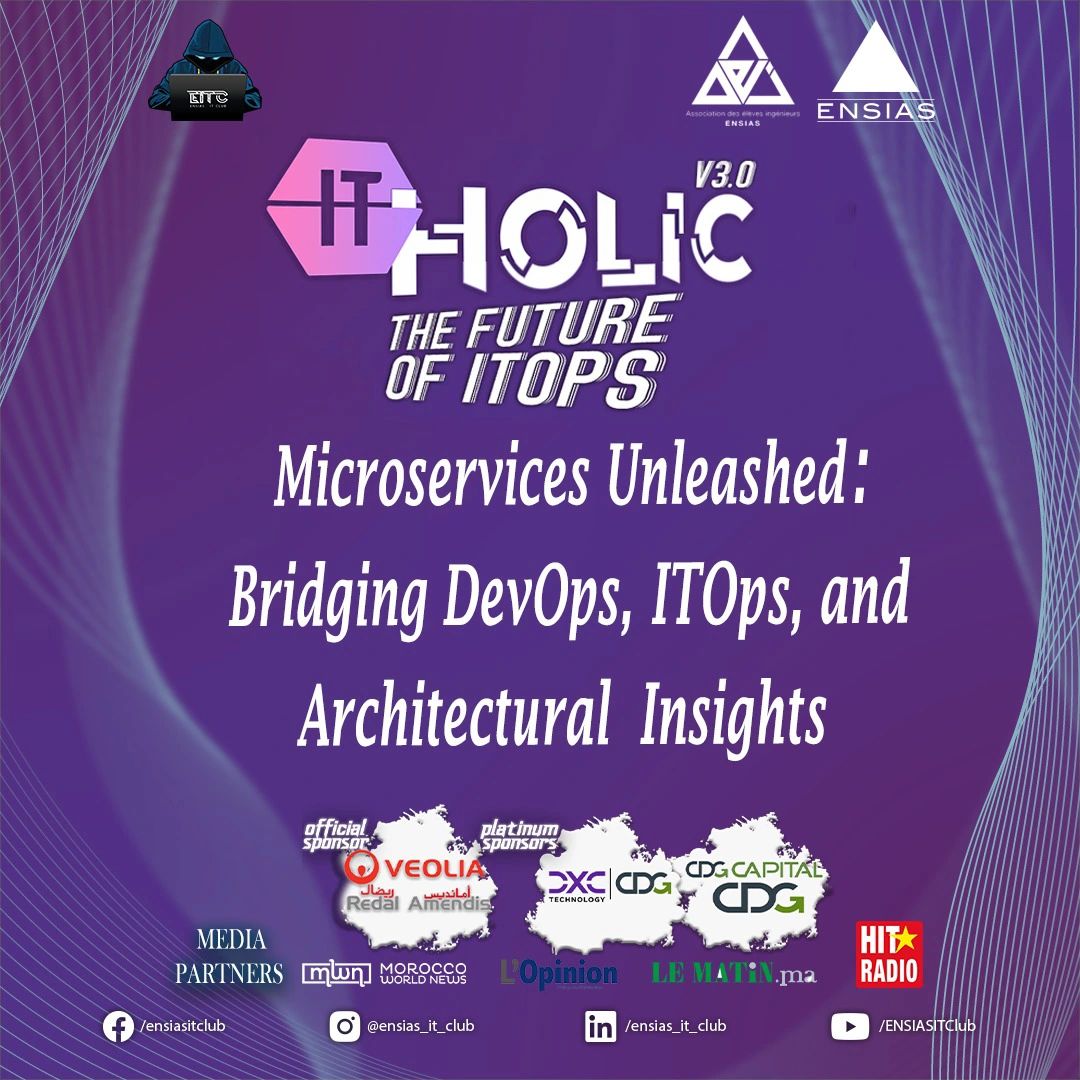 EITC
ENSIAS IT CLUB
Association des élèves ingénieurs
ENSIAS
ENSIAS
IT HOLIC V3.0
THE FUTURE
OF ITOPS
Microservices Unleashed:
Bridging DevOps, ITOps, and
Architectural Insights
official
sponsor
platinum
sponsors
VEOLIA
ريضال أمانديس
Redal Amendis
DXC
TECHNOLOGY
CDG
CDG CAPITAL
CDG
MEDIA
PARTNERS
mwn MOROCCO
WORLD NEWS
L'Opinion
LE MATiN.ma
HIT
RADIO
/ensiasitclub
@ensias_it_club
/ensias_it_club
/ENSIASITClub